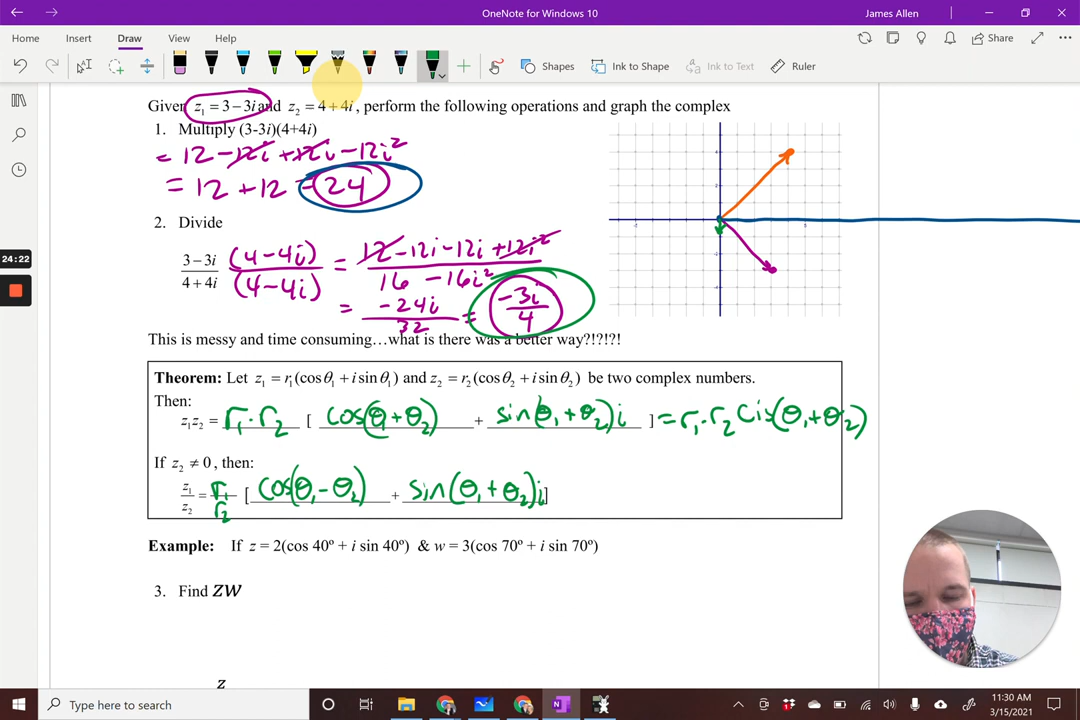 OneNote for Windows 10
James Allen
Home Insert Draw View Help
Share
Shapes Ink to Shape Ink to Text Ruler
Given z₁ = 3 − 3i and z₂ = 4 + 4i, perform the following operations and graph the complex
1. Multiply (3-3i)(4+4i)
= 12 - 12i + 12i - 12i²
= 12 + 12 = 24
2. Divide
(3 − 3i)/(4 + 4i) (4-4i)/(4-4i) = (12 - 12i - 12i + 12i²)/(16 - 16i²)
= -24i/32 = -3i/4
This is messy and time consuming…what is there was a better way?!?!?!
Theorem: Let z₁ = r₁(cos θ₁ + i sin θ₁) and z₂ = r₂(cos θ₂ + i sin θ₂) be two complex numbers.
Then:
z₁z₂ = r₁·r₂ [ cos(θ₁+θ₂) + sin(θ₁+θ₂)i ] = r₁·r₂ cis(θ₁+θ₂)
If z₂ ≠ 0, then:
z₁/z₂ = r₁/r₂ [ cos(θ₁-θ₂) + sin(θ₁+θ₂)i ]
Example: If z = 2(cos 40º + i sin 40º) & w = 3(cos 70º + i sin 70º)
3. Find ZW
z
24:22
Type here to search
11:30 AM
3/15/2021